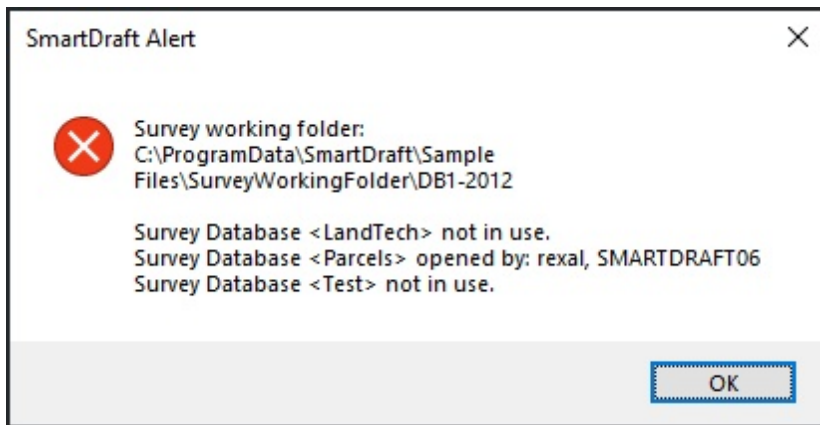 SmartDraft Alert
Survey working folder:
C:\ProgramData\SmartDraft\Sample
Files\SurveyWorkingFolder\DB1-2012
Survey Database <LandTech> not in use.
Survey Database <Parcels> opened by: rexal, SMARTDRAFT06
Survey Database <Test> not in use.
OK